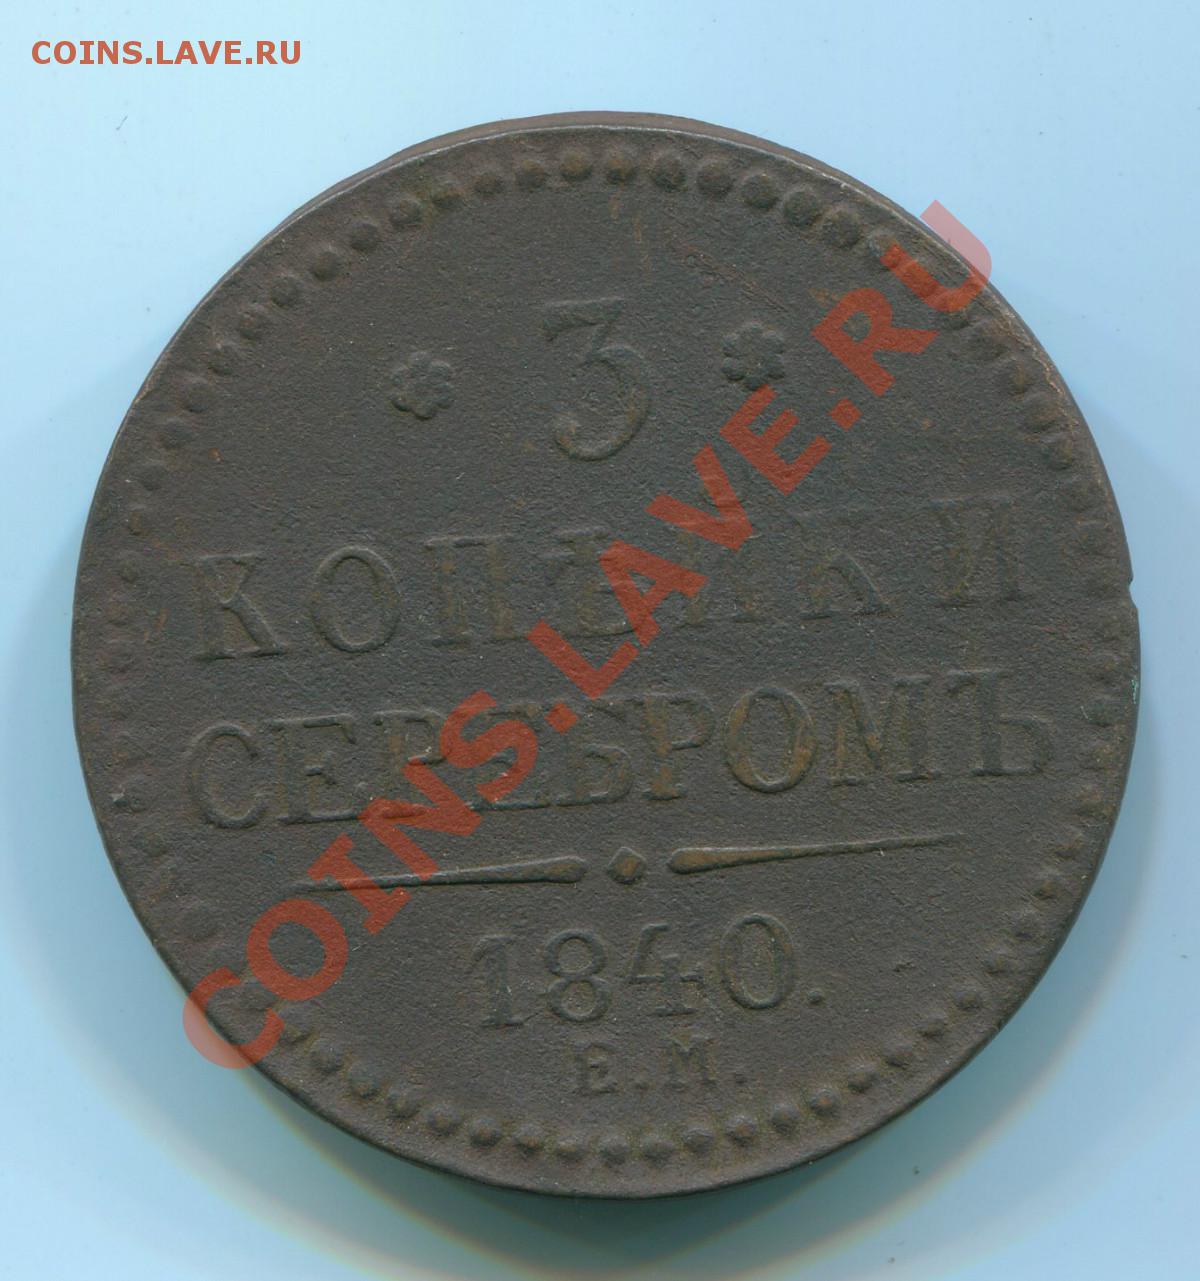 COINS.LAVE.RU
* 3 *
КОПѢЙКИ
СЕРЕБРОМЪ
1840.
Е.М.
COINS.LAVE.RU